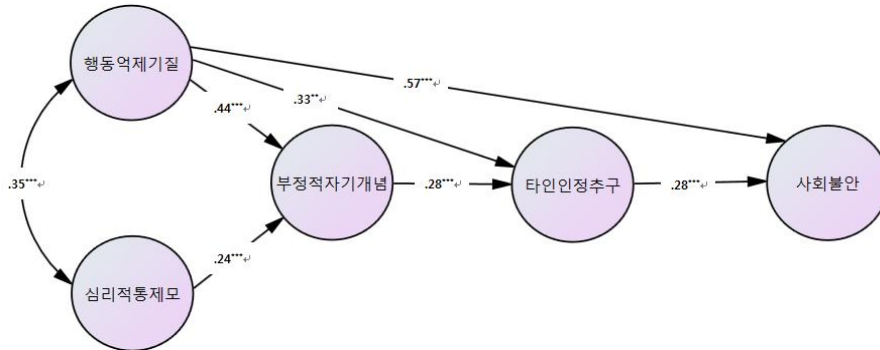 행동억제기질
.57***
.33**
.44***
.35***
부정적자기개념
.28***
타인인정추구
.28***
사회불안
.24***
심리적통제모